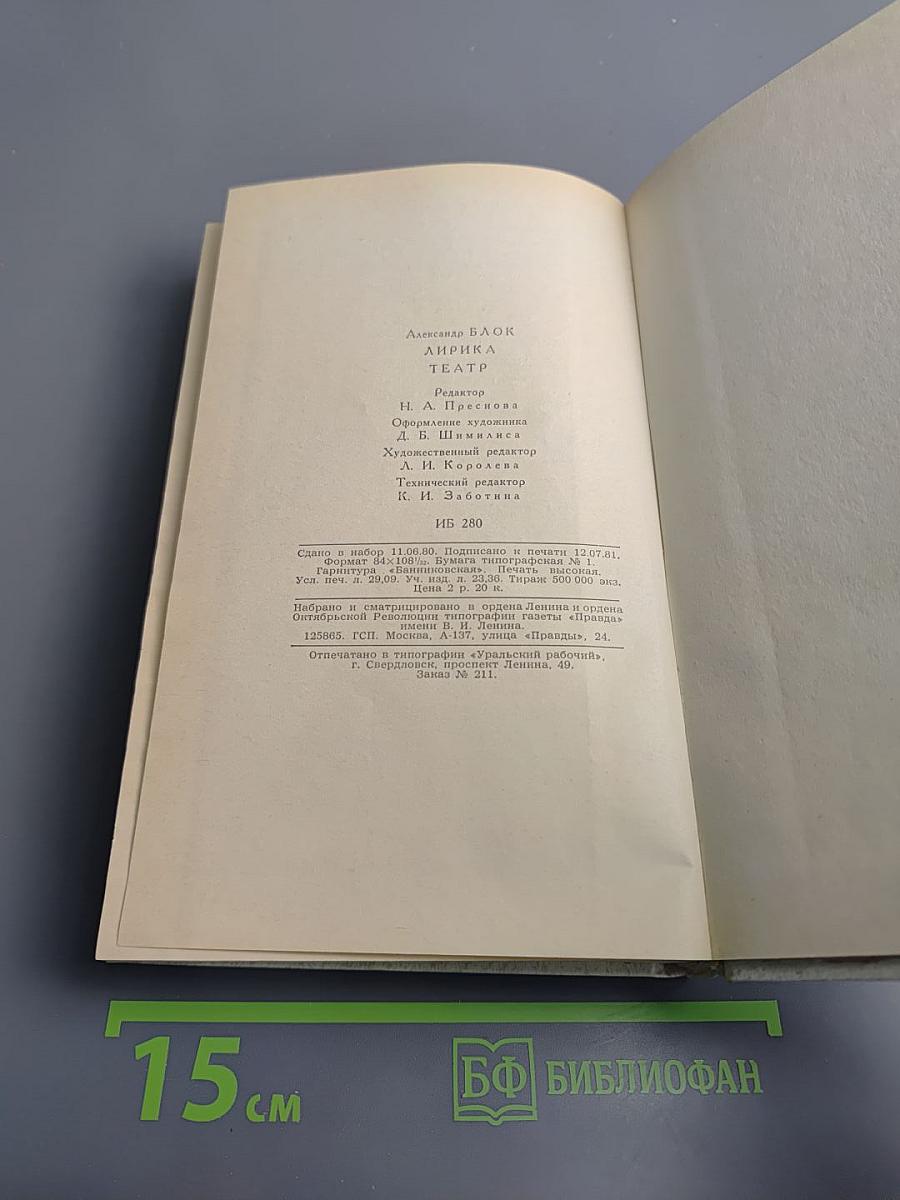 Александр БЛОК
ЛИРИКА
ТЕАТР
Редактор
Н. А. Преснова
Оформление художника
Д. Б. Шимилиса
Художественный редактор
Л. И. Королева
Технический редактор
К. И. Заботина
ИБ 280
Сдано в набор 11.06.80. Подписано к печати 12.07.81.
Формат 84×108¹/₃₂. Бумага типографская № 1.
Гарнитура «Банниковская». Печать высокая.
Усл. печ. л. 29,09. Уч. изд. л. 23,36. Тираж 500 000 экз.
Цена 2 р. 20 к.
Набрано и сматрицировано в ордена Ленина и ордена
Октябрьской Революции типографии газеты «Правда»
имени В. И. Ленина.
125865. ГСП. Москва, А-137, улица «Правды», 24.
Отпечатано в типографии «Уральский рабочий»,
г. Свердловск, проспект Ленина, 49.
Заказ № 211.
15 см
БФ БИБЛИОФАН